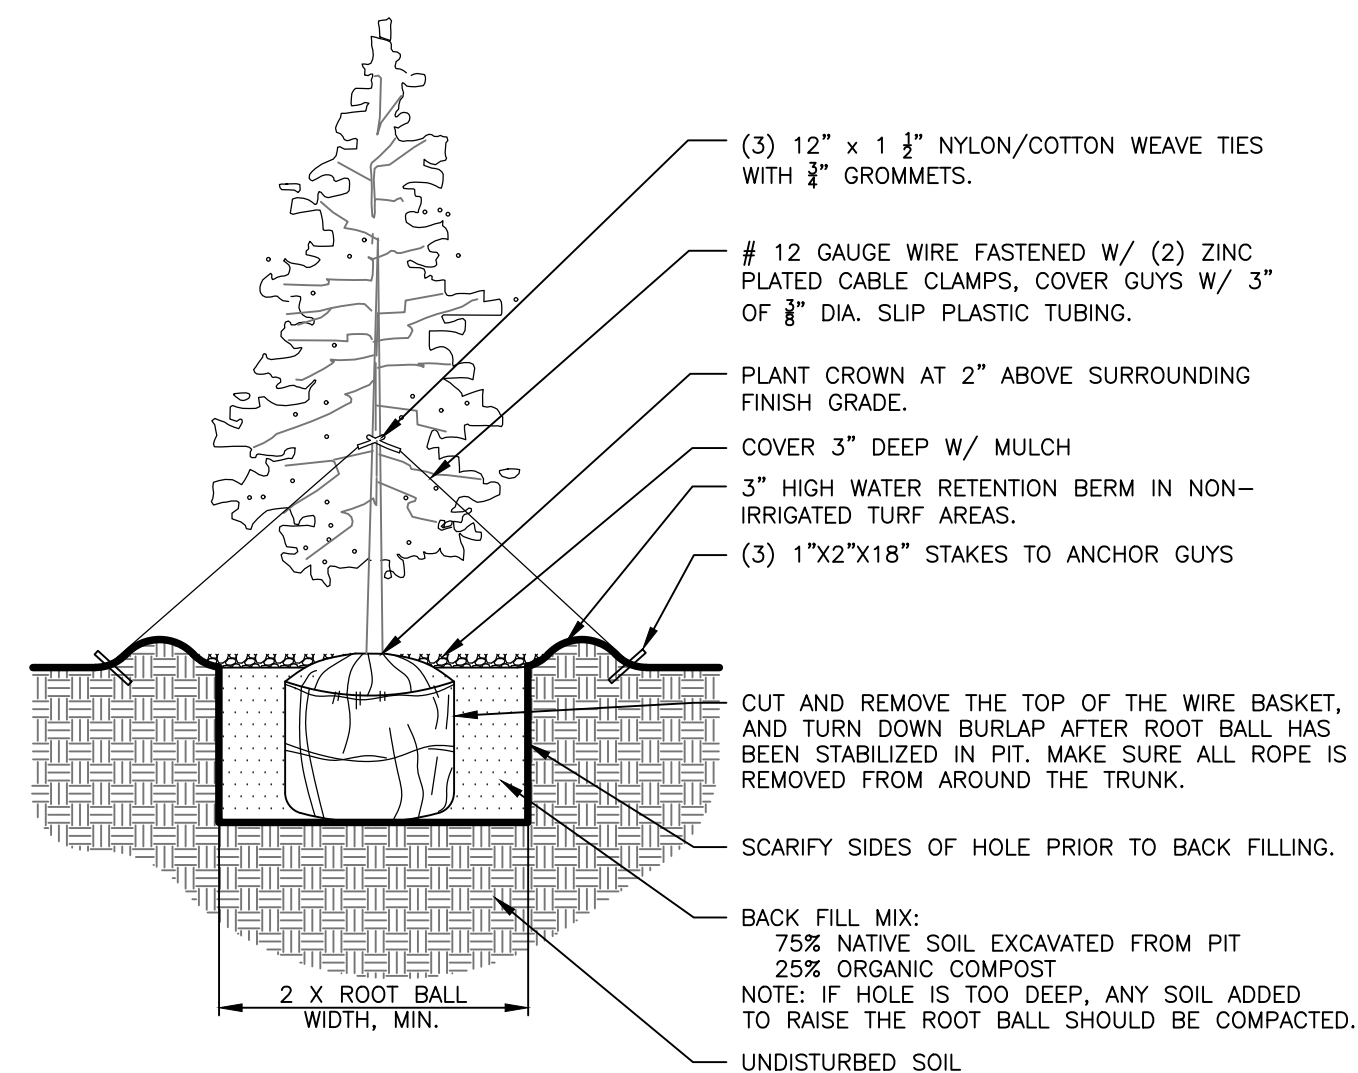 (3) 12” x 1 ½” NYLON/COTTON WEAVE TIES
WITH ¾” GROMMETS.
# 12 GAUGE WIRE FASTENED W/ (2) ZINC
PLATED CABLE CLAMPS, COVER GUYS W/ 3”
OF ⅜” DIA. SLIP PLASTIC TUBING.
PLANT CROWN AT 2” ABOVE SURROUNDING
FINISH GRADE.
COVER 3” DEEP W/ MULCH
3” HIGH WATER RETENTION BERM IN NON–
IRRIGATED TURF AREAS.
(3) 1”X2”X18” STAKES TO ANCHOR GUYS
CUT AND REMOVE THE TOP OF THE WIRE BASKET,
AND TURN DOWN BURLAP AFTER ROOT BALL HAS
BEEN STABILIZED IN PIT. MAKE SURE ALL ROPE IS
REMOVED FROM AROUND THE TRUNK.
SCARIFY SIDES OF HOLE PRIOR TO BACK FILLING.
BACK FILL MIX:
75% NATIVE SOIL EXCAVATED FROM PIT
25% ORGANIC COMPOST
NOTE: IF HOLE IS TOO DEEP, ANY SOIL ADDED
TO RAISE THE ROOT BALL SHOULD BE COMPACTED.
UNDISTURBED SOIL
2 X ROOT BALL
WIDTH, MIN.